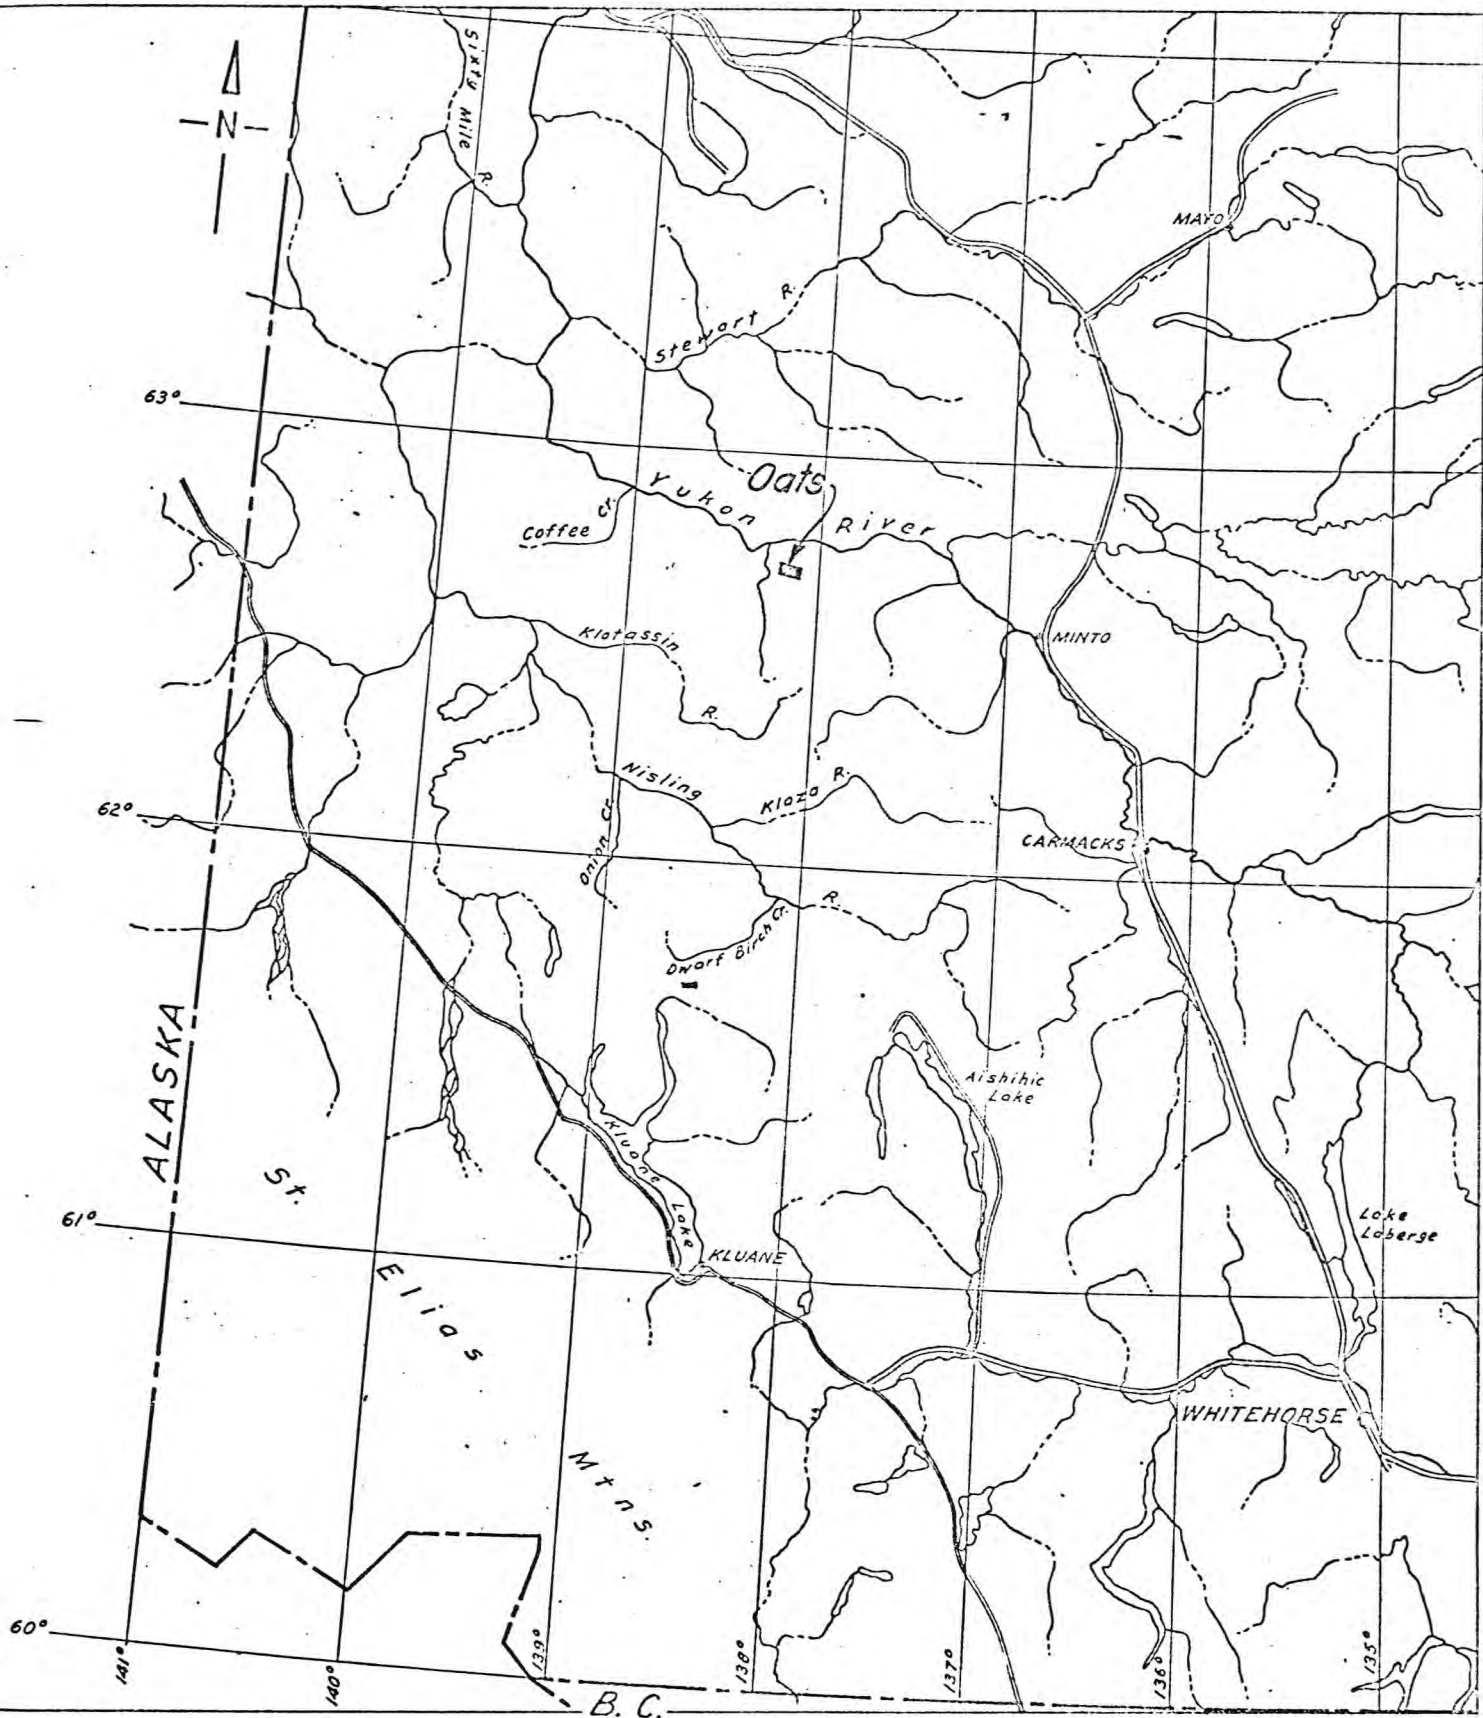 N
Sixty Mile R.
MAYO
Stewart R.
63°
Oats
Yukon River
Coffee Cr.
Klotassin R.
MINTO
Nisling R.
Klaza R.
62°
Onion Cr.
CARMACKS
Dwarf Birch Cr.
ALASKA
Aishihic
Lake
Kluane Lake
St. Elias Mtns.
61°
Lake
Laberge
KLUANE
WHITEHORSE
60°
141°
140°
139°
138°
137°
136°
135°
B.C.